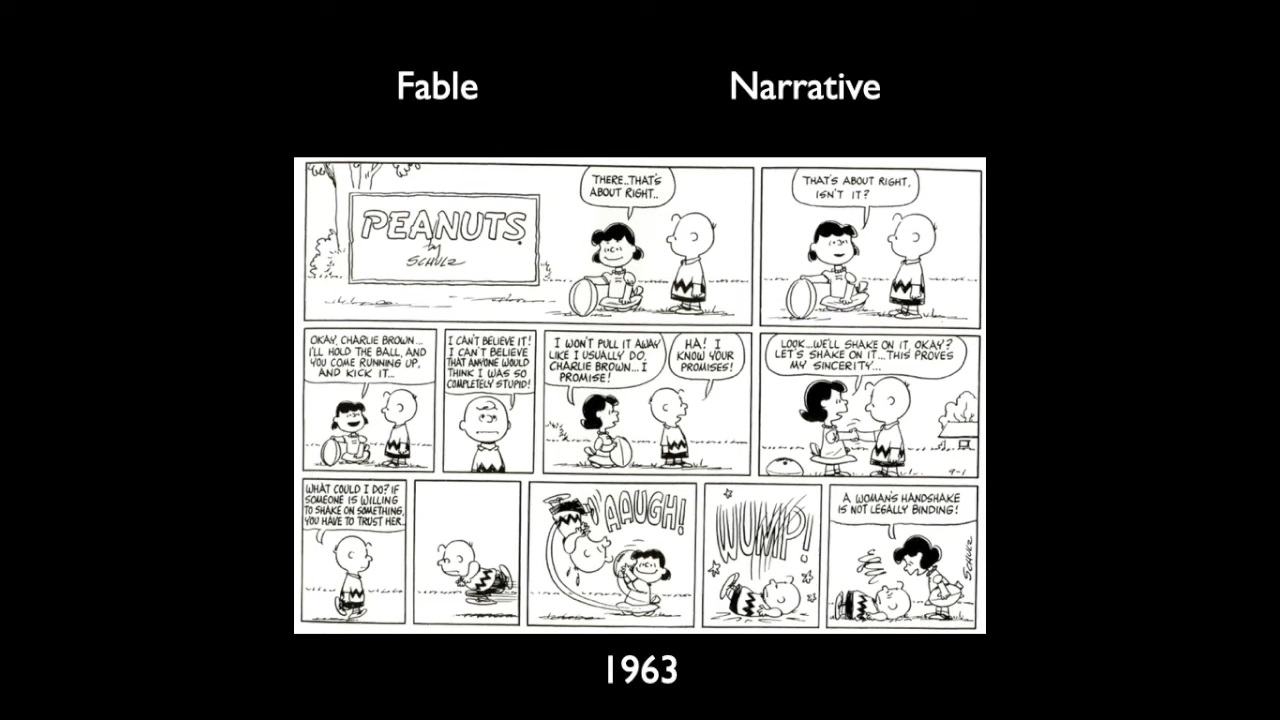 Fable
Narrative
PEANUTS
by
SCHULZ
THERE..THAT'S
ABOUT RIGHT..
THAT'S ABOUT RIGHT,
ISN'T IT?
OKAY, CHARLIE BROWN...
I'LL HOLD THE BALL, AND
YOU COME RUNNING UP,
AND KICK IT...
I CAN'T BELIEVE IT!
I CAN'T BELIEVE
THAT ANYONE WOULD
THINK I WAS SO
COMPLETELY STUPID!
I WON'T PULL IT AWAY
LIKE I USUALLY DO,
CHARLIE BROWN...I
PROMISE!
HA! I
KNOW YOUR
PROMISES!
LOOK...WE'LL SHAKE ON IT, OKAY?
LET'S SHAKE ON IT...THIS PROVES
MY SINCERITY...
9-1
WHAT COULD I DO? IF
SOMEONE IS WILLING
TO SHAKE ON SOMETHING,
YOU HAVE TO TRUST HER..
AAUGH!
WUMP!
A WOMAN'S HANDSHAKE
IS NOT LEGALLY BINDING!
SCHULZ
1963